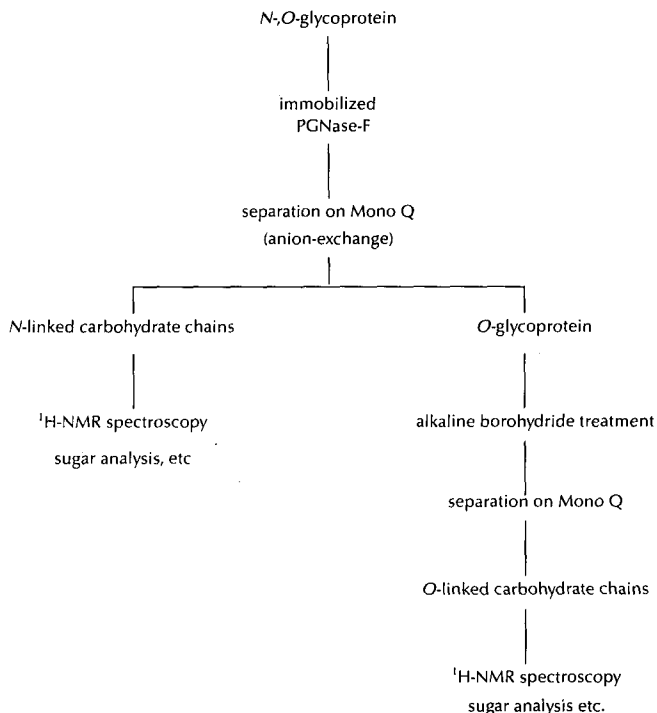 N-,O-glycoprotein
immobilized
PGNase-F
separation on Mono Q
(anion-exchange)
N-linked carbohydrate chains
O-glycoprotein
¹H-NMR spectroscopy
sugar analysis, etc
alkaline borohydride treatment
separation on Mono Q
O-linked carbohydrate chains
¹H-NMR spectroscopy
sugar analysis etc.